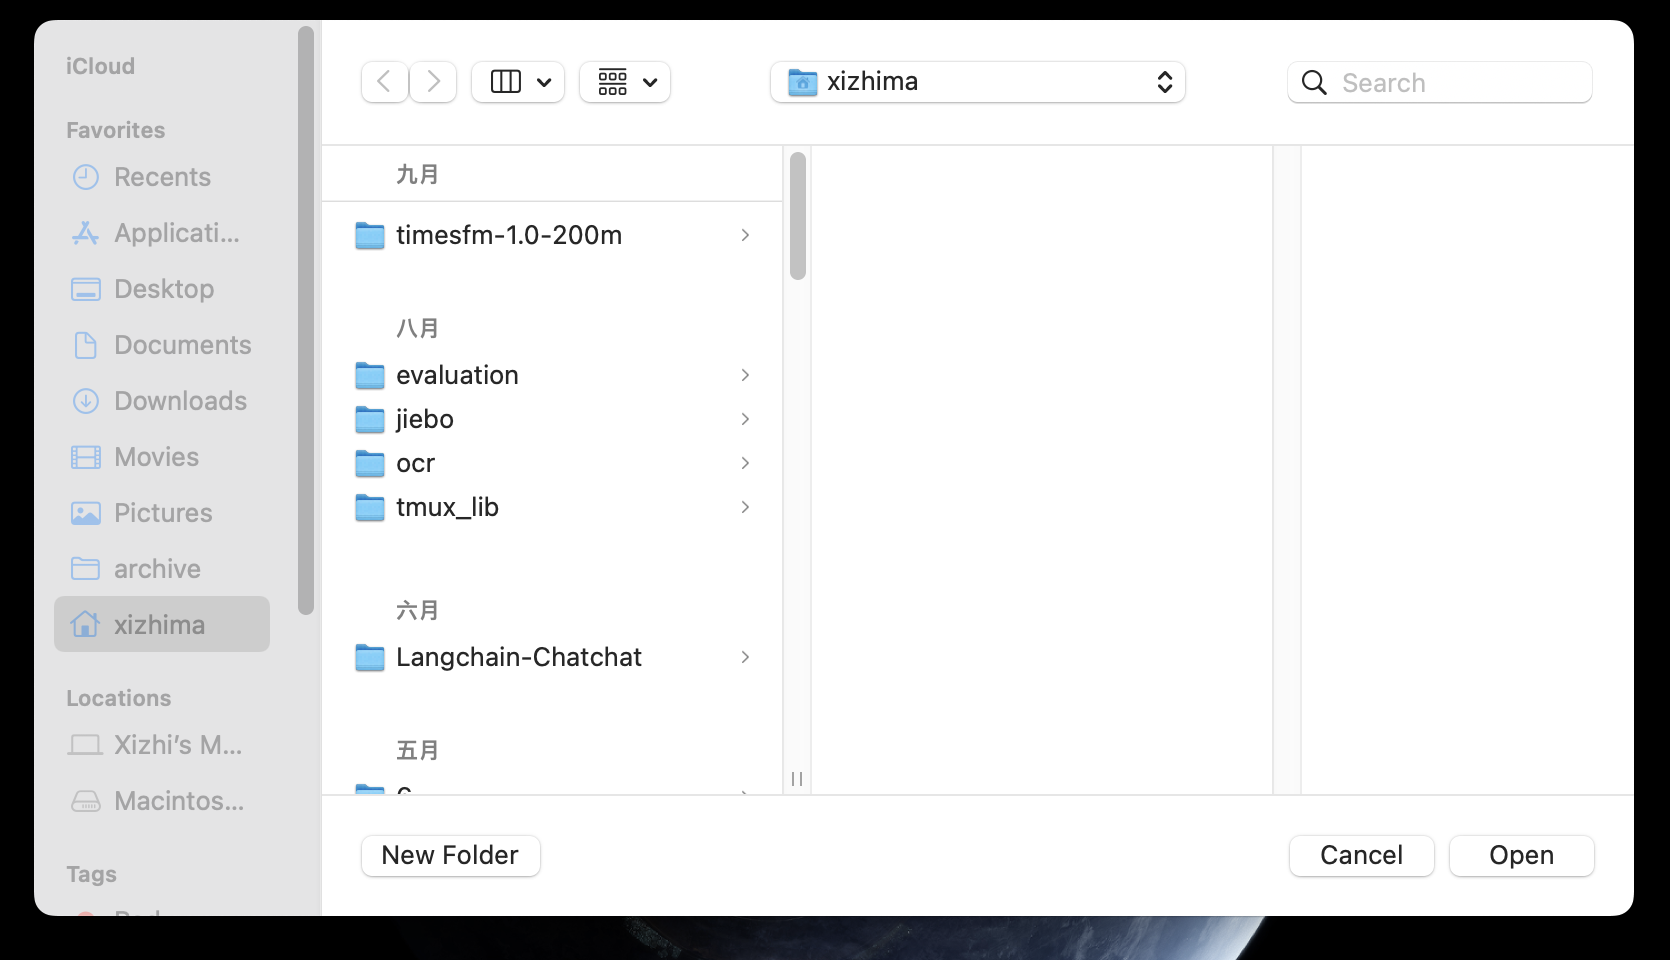 iCloud
Favorites
Recents
Applicati...
Desktop
Documents
Downloads
Movies
Pictures
archive
xizhima
Locations
Xizhi’s M...
Macintos...
Tags
xizhima
Search
九月
timesfm-1.0-200m
八月
evaluation
jiebo
ocr
tmux_lib
六月
Langchain-Chatchat
五月
New Folder
Cancel
Open